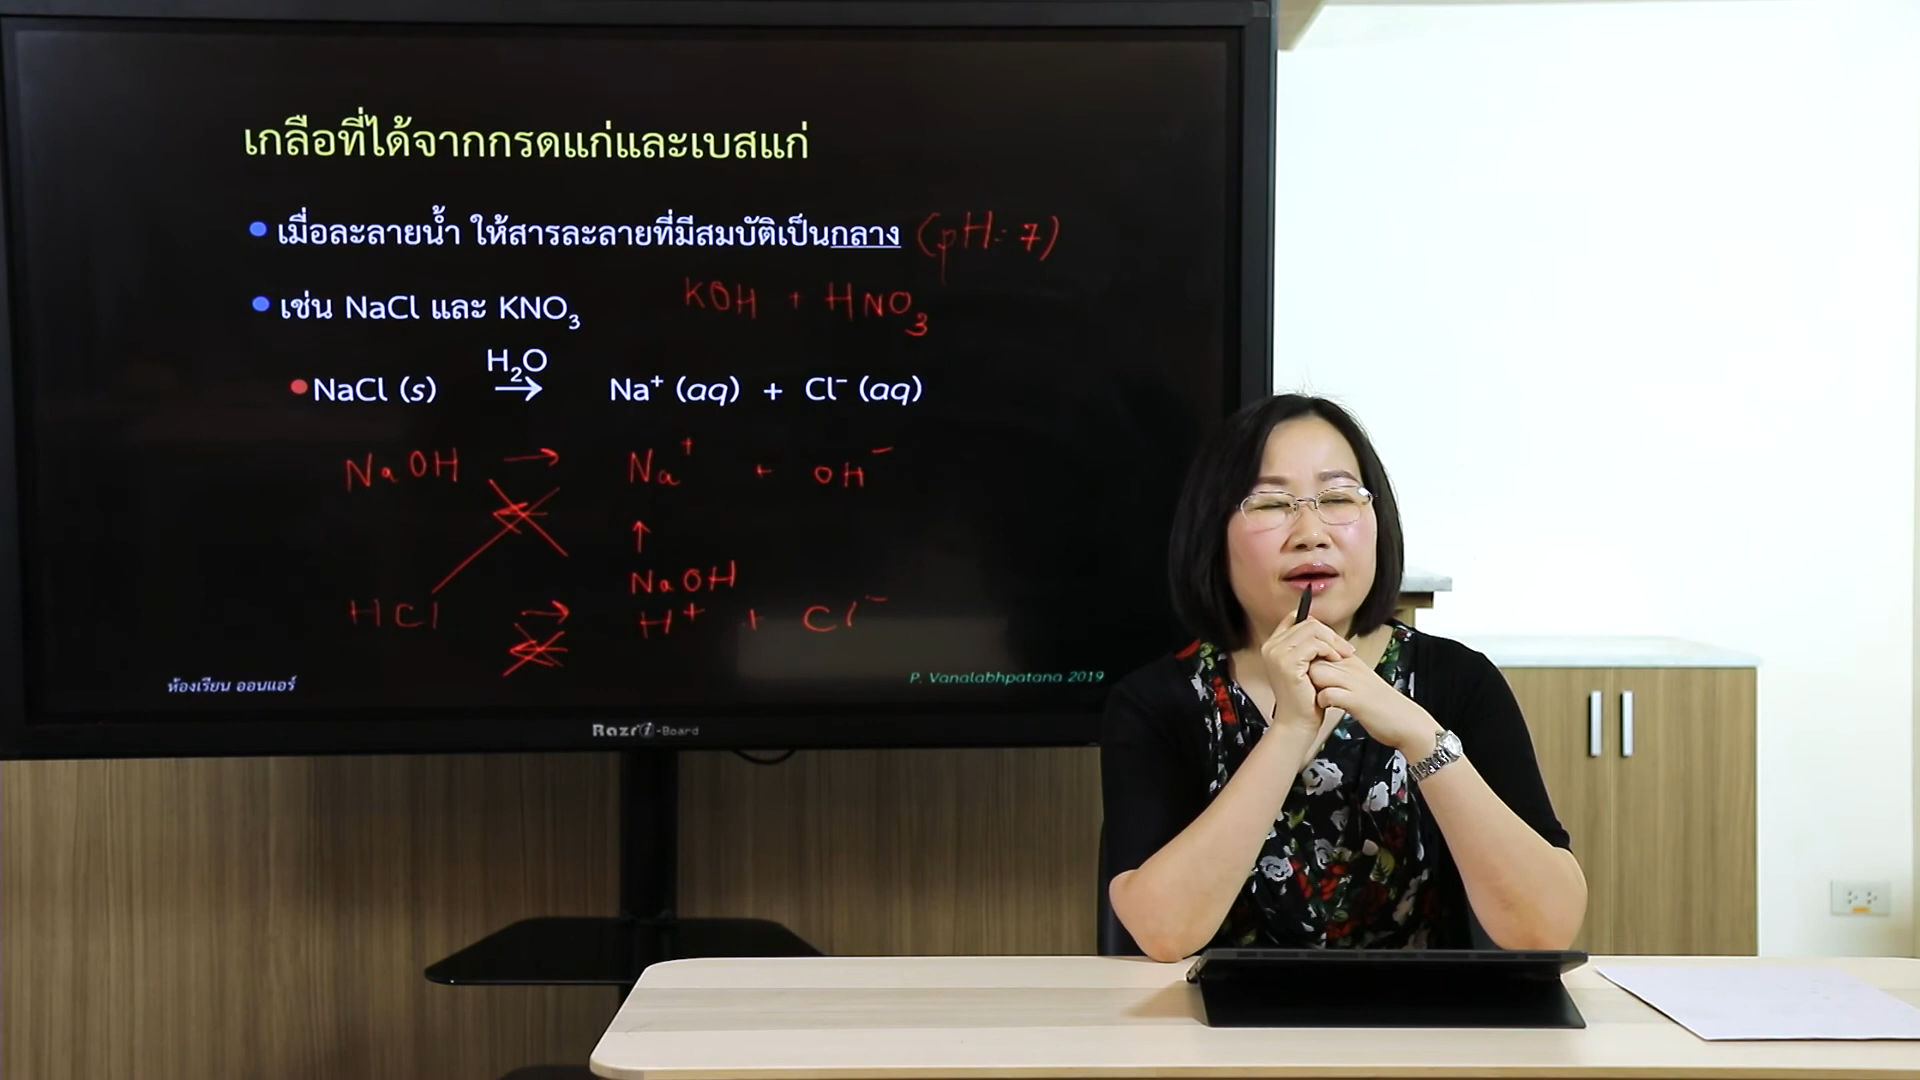 เกลือที่ได้จากกรดแก่และเบสแก่
เมื่อละลายน้ำ ให้สารละลายที่มีสมบัติเป็นกลาง (pH = 7)
เช่น NaCl และ KNO₃ KOH + HNO₃
H₂O
NaCl (s) → Na⁺ (aq) + Cl⁻ (aq)
NaOH → Na⁺ + OH⁻
↑
NaOH
HCl → H⁺ + Cl⁻
ห้องเรียน ออนแอร์ P. Vanalabhpatana 2019
Razr i-Board